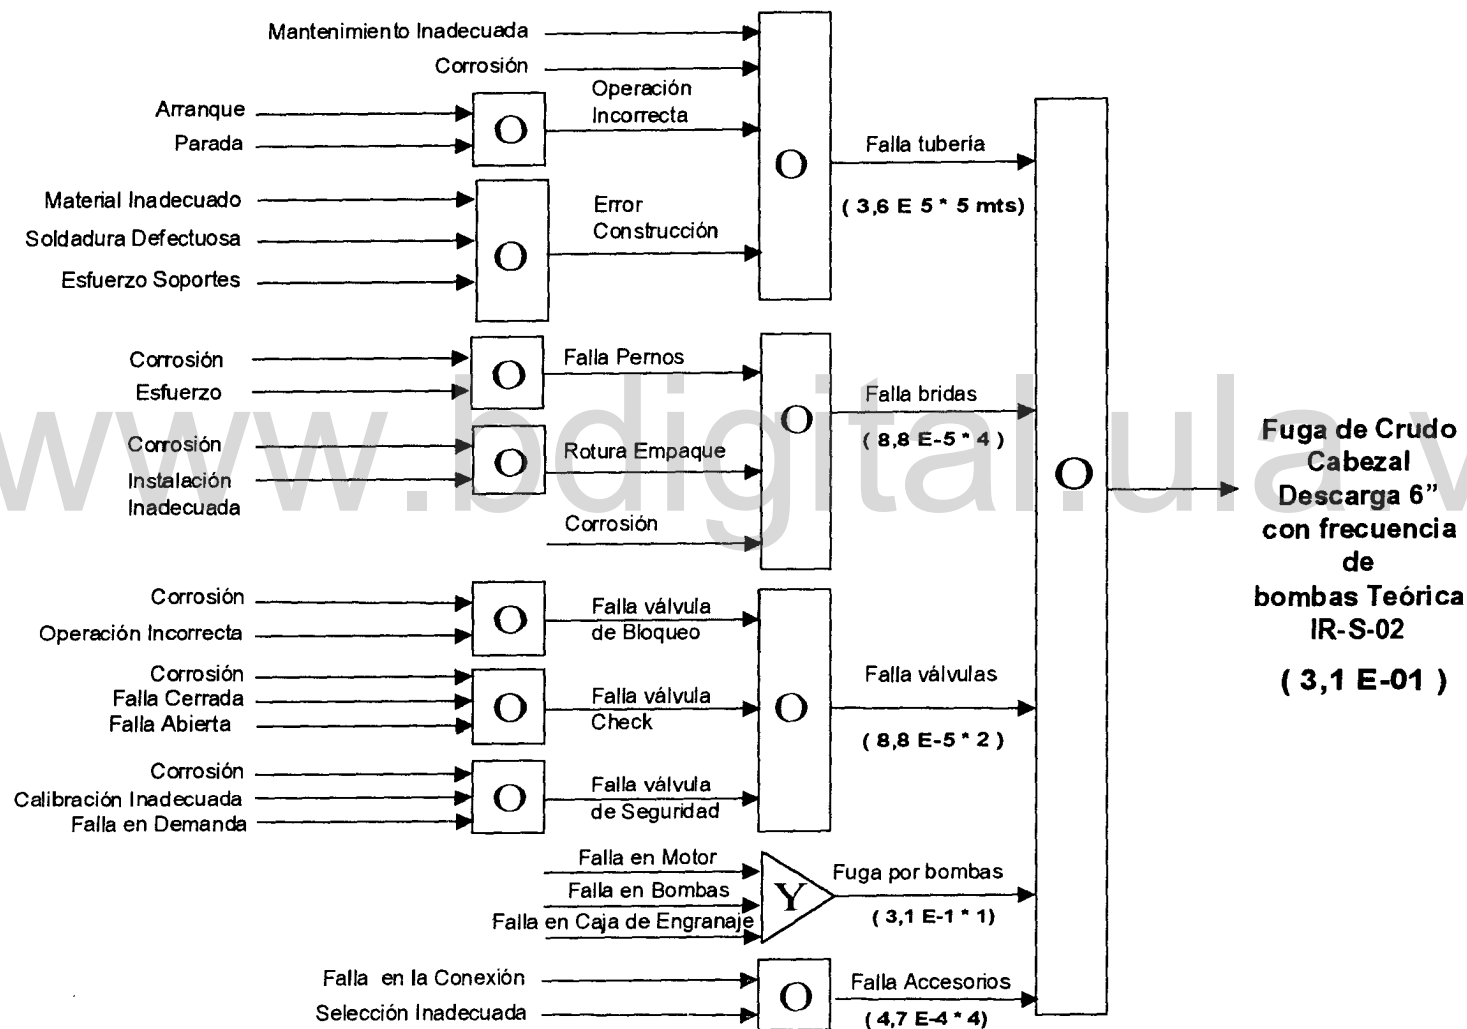 Mantenimiento Inadecuada
Corrosión
Arranque
Parada
O
Operación
Incorrecta
Material Inadecuado
Soldadura Defectuosa
Esfuerzo Soportes
O
Error
Construcción
O
Falla tubería
( 3,6 E 5 * 5 mts)
Corrosión
Esfuerzo
O
Falla Pernos
Corrosión
Instalación
Inadecuada
O
Rotura Empaque
Corrosión
O
Falla bridas
( 8,8 E-5 * 4 )
Corrosión
Operación Incorrecta
O
Falla válvula
de Bloqueo
Corrosión
Falla Cerrada
Falla Abierta
O
Falla válvula
Check
Corrosión
Calibración Inadecuada
Falla en Demanda
O
Falla válvula
de Seguridad
O
Falla válvulas
( 8,8 E-5 * 2 )
Falla en Motor
Falla en Bombas
Falla en Caja de Engranaje
Y
Fuga por bombas
( 3,1 E-1 * 1)
Falla en la Conexión
Selección Inadecuada
O
Falla Accesorios
( 4,7 E-4 * 4)
O
Fuga de Crudo
Cabezal
Descarga 6”
con frecuencia
de
bombas Teórica
IR-S-02
( 3,1 E-01 )
www.bdigital.ula.v